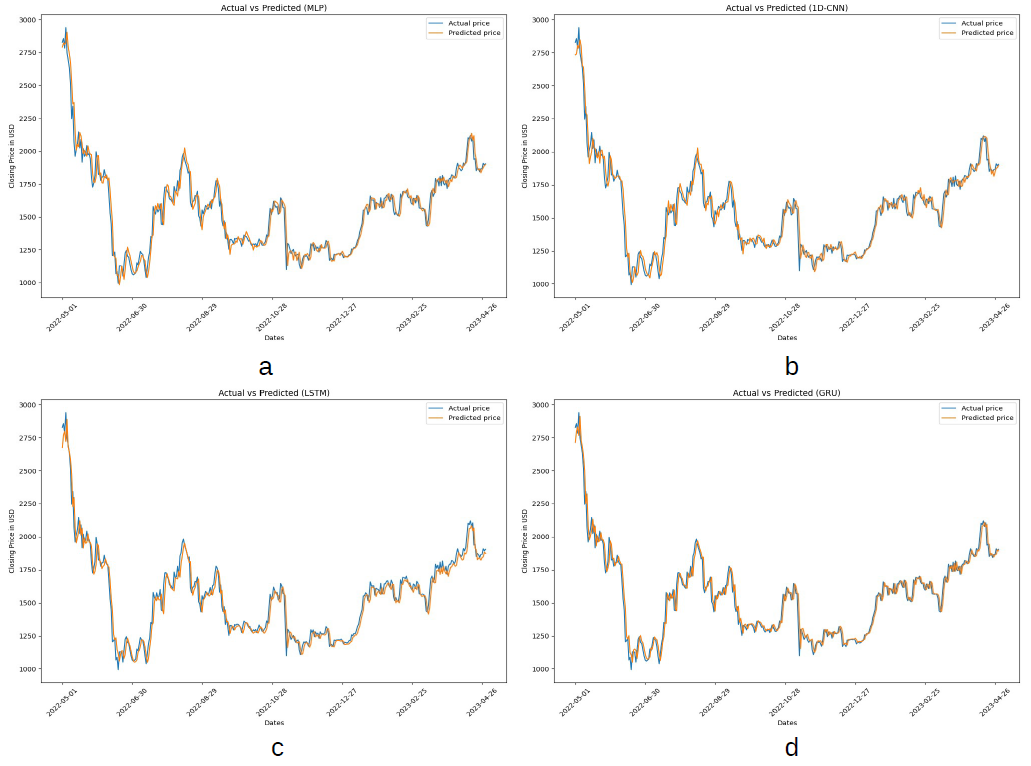 Actual vs Predicted (MLP)
Actual price
Predicted price
3000
2750
2500
2250
2000
1750
1500
1250
1000
Closing Price in USD
2022-05-01
2022-06-30
2022-08-29
2022-10-28
2022-12-27
2023-02-25
2023-04-26
Dates
a
Actual vs Predicted (1D-CNN)
Actual price
Predicted price
3000
2750
2500
2250
2000
1750
1500
1250
1000
Closing Price in USD
2022-05-01
2022-06-30
2022-08-29
2022-10-28
2022-12-27
2023-02-25
2023-04-26
Dates
b
Actual vs Predicted (LSTM)
Actual price
Predicted price
3000
2750
2500
2250
2000
1750
1500
1250
1000
Closing Price in USD
2022-05-01
2022-06-30
2022-08-29
2022-10-28
2022-12-27
2023-02-25
2023-04-26
Dates
c
Actual vs Predicted (GRU)
Actual price
Predicted price
3000
2750
2500
2250
2000
1750
1500
1250
1000
Closing Price in USD
2022-05-01
2022-06-30
2022-08-29
2022-10-28
2022-12-27
2023-02-25
2023-04-26
Dates
d